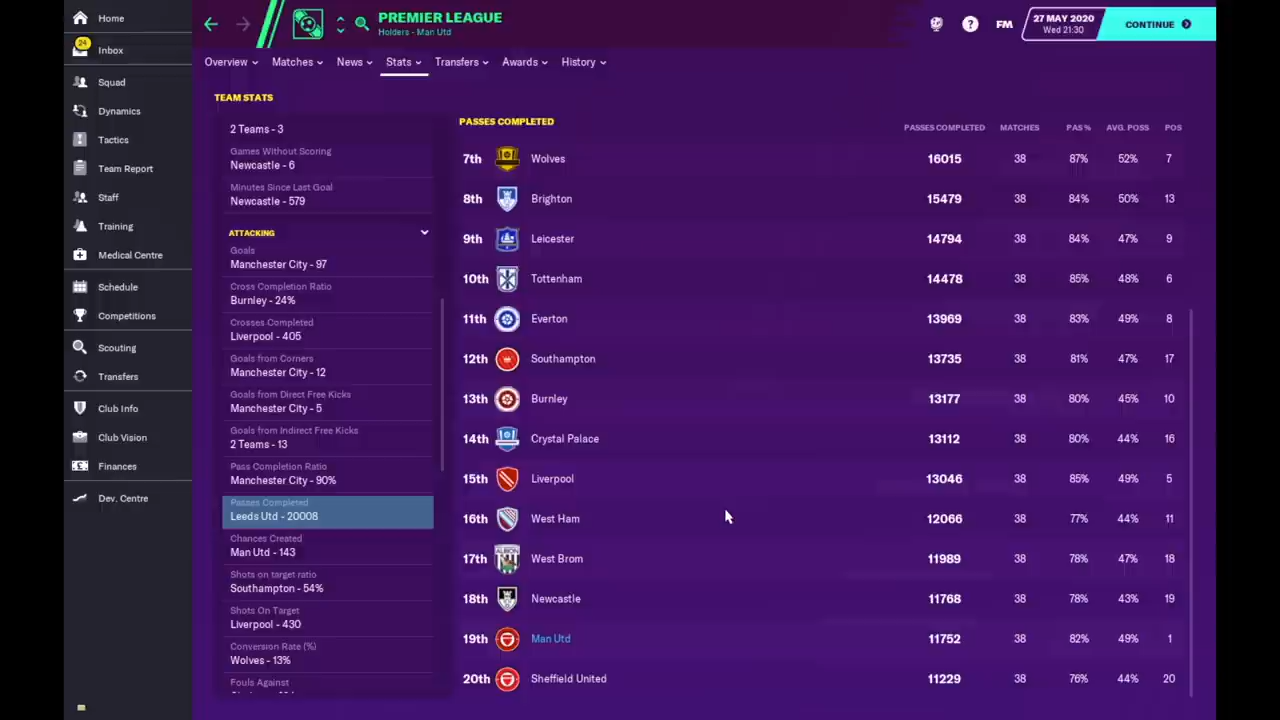 Home
24
Inbox
Squad
Dynamics
Tactics
Team Report
Staff
Training
Medical Centre
Schedule
Competitions
Scouting
Transfers
Club Info
Club Vision
Finances
Dev. Centre
PREMIER LEAGUE
Holders - Man Utd
?
FM
27 MAY 2020
Wed 21:30
CONTINUE
Overview
Matches
News
Stats
Transfers
Awards
History
TEAM STATS
2 Teams - 3
Games Without Scoring
Newcastle - 6
Minutes Since Last Goal
Newcastle - 579
ATTACKING
Goals
Manchester City - 97
Cross Completion Ratio
Burnley - 24%
Crosses Completed
Liverpool - 405
Goals from Corners
Manchester City - 12
Goals from Direct Free Kicks
Manchester City - 5
Goals from Indirect Free Kicks
2 Teams - 13
Pass Completion Ratio
Manchester City - 90%
Passes Completed
Leeds Utd - 20008
Chances Created
Man Utd - 143
Shots on target ratio
Southampton - 54%
Shots On Target
Liverpool - 430
Conversion Rate (%)
Wolves - 13%
Fouls Against
PASSES COMPLETED
PASSES COMPLETED MATCHES PAS % AVG. POSS POS
7th Wolves 16015 38 87% 52% 7
8th Brighton 15479 38 84% 50% 13
9th Leicester 14794 38 84% 47% 9
10th Tottenham 14478 38 85% 48% 6
11th Everton 13969 38 83% 49% 8
12th Southampton 13735 38 81% 47% 17
13th Burnley 13177 38 80% 45% 10
14th Crystal Palace 13112 38 80% 44% 16
15th Liverpool 13046 38 85% 49% 5
16th West Ham 12066 38 77% 44% 11
17th West Brom 11989 38 78% 47% 18
18th Newcastle 11768 38 78% 43% 19
19th Man Utd 11752 38 82% 49% 1
20th Sheffield United 11229 38 76% 44% 20